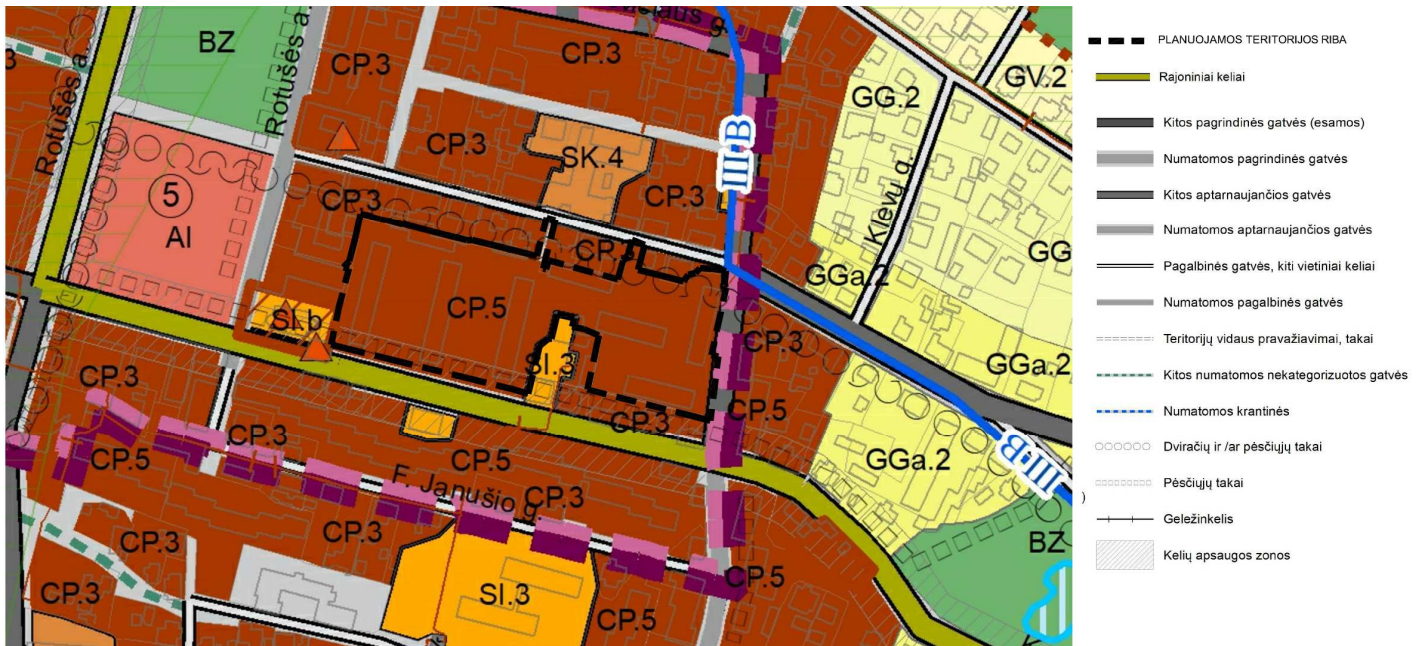 BZ
Rotušės a.
Rotušės a.
CP.3
CP.3
GG.2
GV.2
Klevų g.
CP.3
SK.4
CP.3
5
AI
CP.3
GG
GGa.2
CP.5
SI.b
SI.3
CP.3
GGa.2
CP.3
CP.3
CP.5
GGa.2
III-B
III-B
CP.3
CP.5
CP.5
F. Janušio g.
CP.3
CP.3
CP.3
CP.3
SI.3
CP.5
CP.5
BZ
PLANUOJAMOS TERITORIJOS RIBA
Rajoniniai keliai
Kitos pagrindinės gatvės (esamos)
Numatomos pagrindinės gatvės
Kitos aptarnaujančios gatvės
Numatomos aptarnaujančios gatvės
Pagalbinės gatvės, kiti vietiniai keliai
Numatomos pagalbinės gatvės
Teritorijų vidaus pravažiavimai, takai
Kitos numatomos nekategorizuotos gatvės
Numatomos krantinės
Dviračių ir /ar pėsčiųjų takai
Pėsčiųjų takai
)
Geležinkelis
Kelių apsaugos zonos